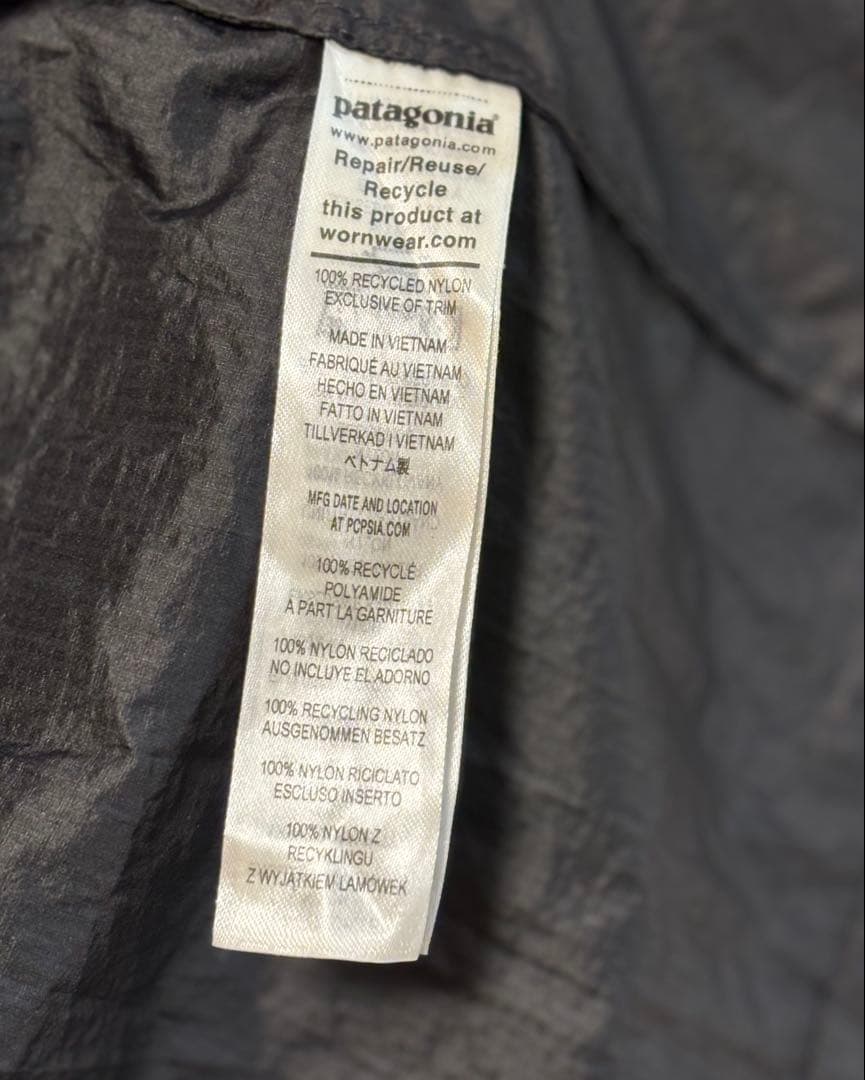 patagonia®
www.patagonia.com
Repair/Reuse/
Recycle
this product at
wornwear.com
100% RECYCLED NYLON
EXCLUSIVE OF TRIM
MADE IN VIETNAM
FABRIQUÉ AU VIETNAM
HECHO EN VIETNAM
FATTO IN VIETNAM
TILLVERKAD I VIETNAM
ベトナム製
MFG DATE AND LOCATION
AT PCPSIA.COM
100% RECYCLÉ
POLYAMIDE
À PART LA GARNITURE
100% NYLON RECICLADO
NO INCLUYE EL ADORNO
100% RECYCLING NYLON
AUSGENOMMEN BESATZ
100% NYLON RICICLATO
ESCLUSO INSERTO
100% NYLON Z
RECYKLINGU
Z WYJĄTKIEM LAMÓWEK